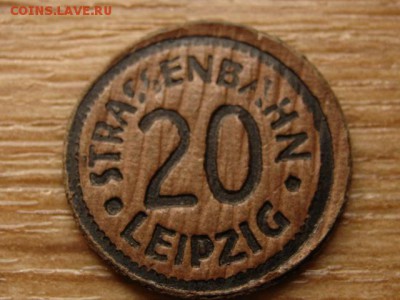 COINS.LAVE.RU
STRASSENBAHN
20
• LEIPZIG •